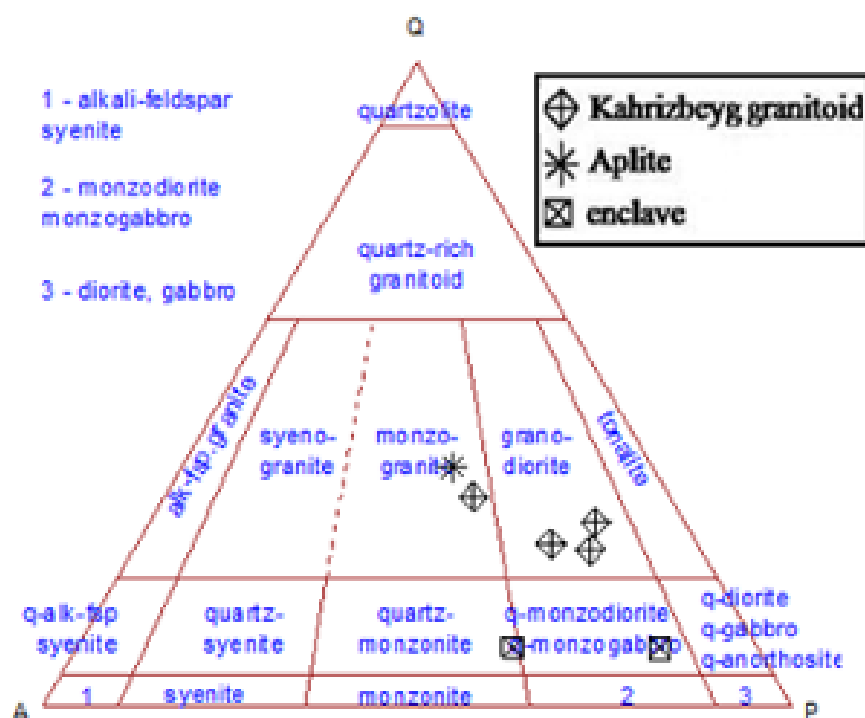 Q
1 - alkali-feldspar
syenite
2 - monzodiorite
monzogabbro
3 - diorite, gabbro
Kahrizbeyg granitoid
Aplite
enclave
quartzolite
quartz-rich
granitoid
alk-fsp.granite
syeno-
granite
monzo-
granite
grano-
diorite
tonalite
q-alk-fsp
syenite
quartz-
syenite
quartz-
monzonite
q-monzodiorite
q-monzogabbro
q-diorite
q-gabbro
q-anorthosite
A
1
syenite
monzonite
2
3
P